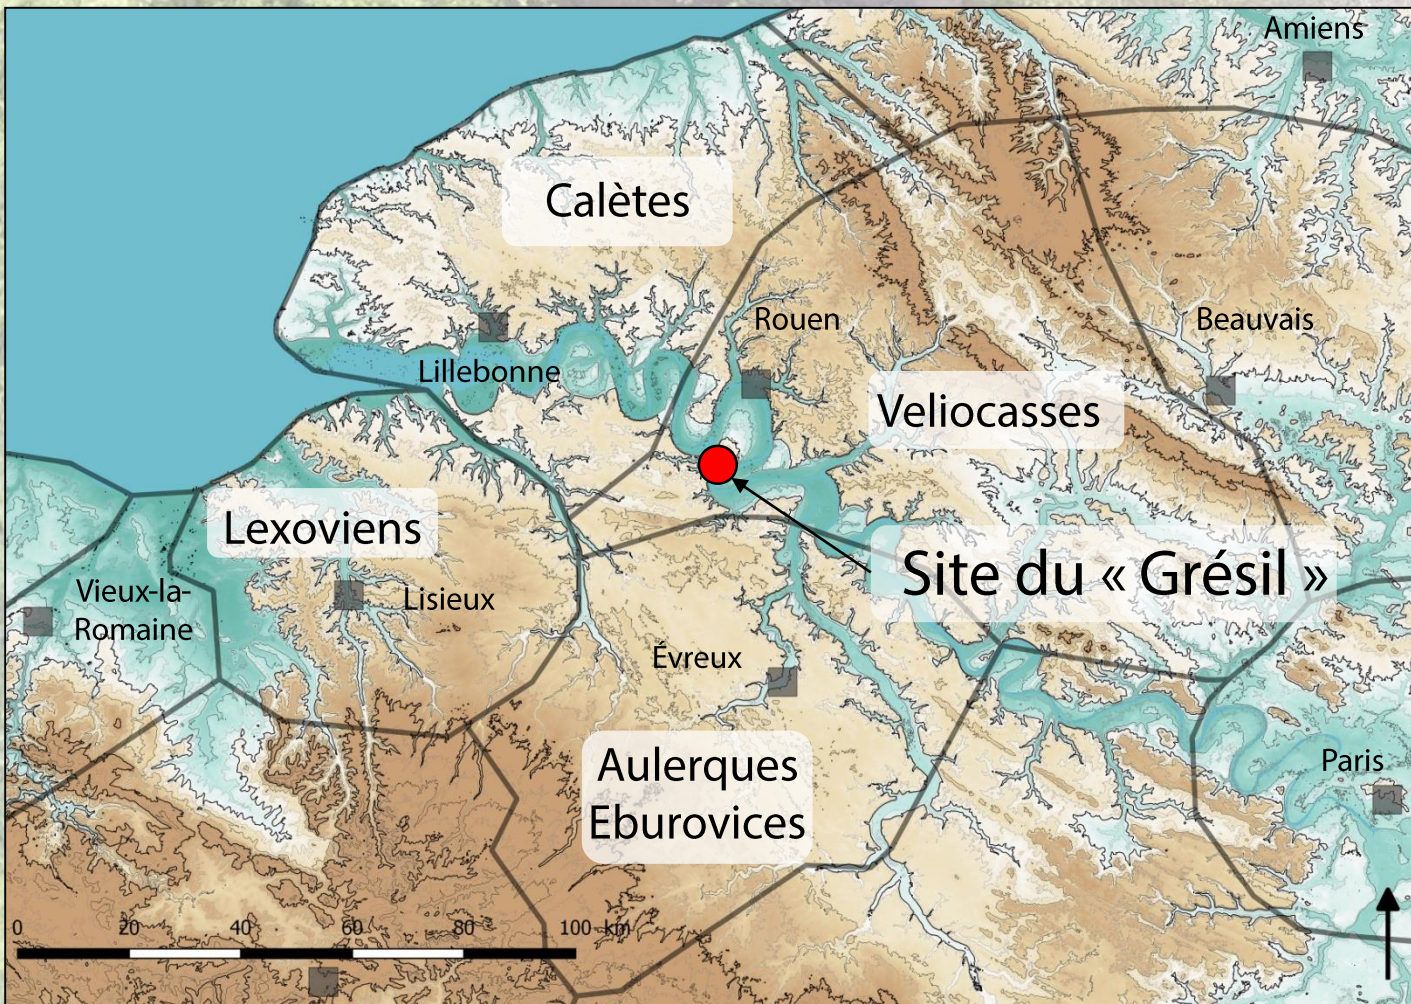 Amiens
Calètes
Rouen
Beauvais
Lillebonne
Veliocasses
Lexoviens
Site du « Grésil »
Vieux-la-
Romaine
Lisieux
Évreux
Aulerques
Eburovices
Paris
0 20 40 60 80 100 km